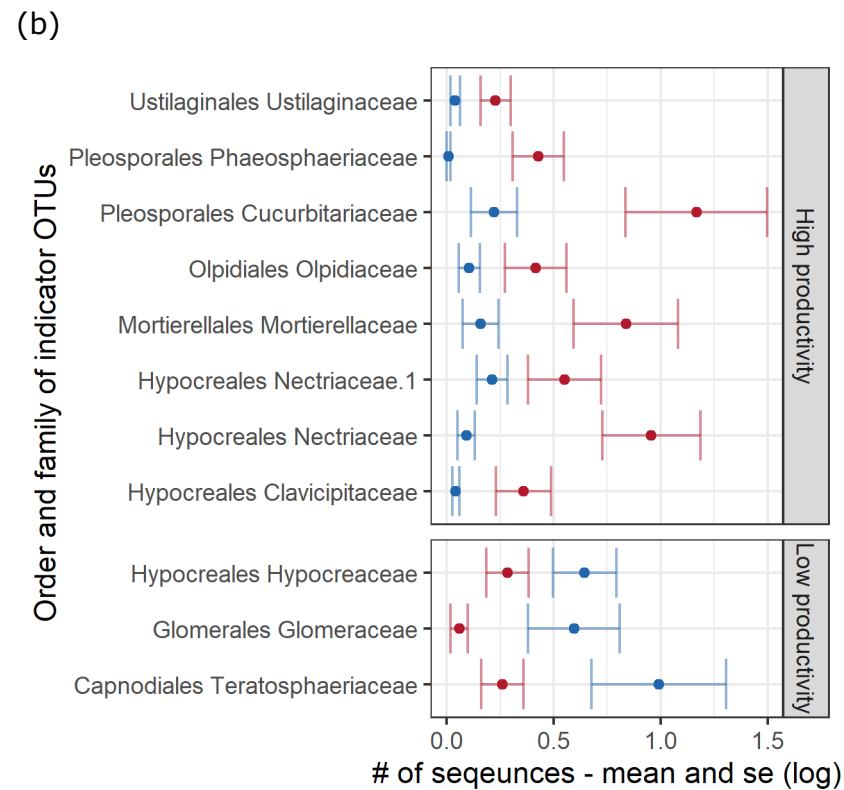 (b)
Order and family of indicator OTUs
Ustilaginales Ustilaginaceae
Pleosporales Phaeosphaeriaceae
Pleosporales Cucurbitariaceae
Olpidiales Olpidiaceae
Mortierellales Mortierellaceae
Hypocreales Nectriaceae.1
Hypocreales Nectriaceae
Hypocreales Clavicipitaceae
High productivity
Hypocreales Hypocreaceae
Glomerales Glomeraceae
Capnodiales Teratosphaeriaceae
Low productivity
0.0 0.5 1.0 1.5
# of seqeunces - mean and se (log)